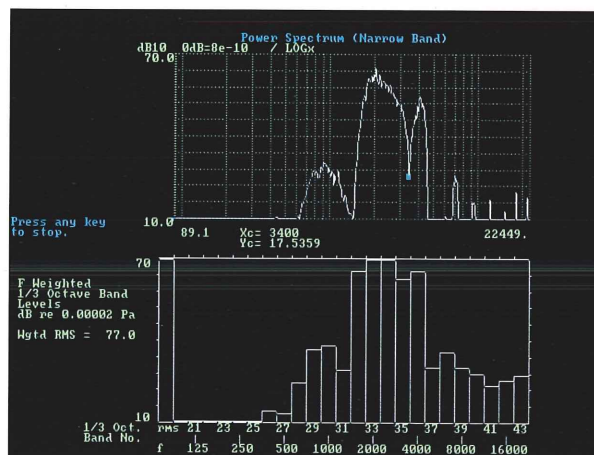 Power Spectrum (Narrow Band)
dB10 0dB=8e-10 / LOGx
70.0
10.0
89.1 Xc= 3400 22449.
Yc= 17.5359
Press any key
to stop.
70
F Weighted
1/3 Octave Band
Levels
dB re 0.00002 Pa
Wgtd RMS = 77.0
10
1/3 Oct. rms 21 23 25 27 29 31 33 35 37 39 41 43
Band No.
f 125 250 500 1000 2000 4000 8000 16000